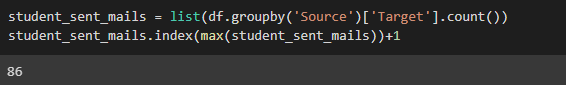 student_sent_mails = list(df.groupby('Source')['Target'].count())
student_sent_mails.index(max(student_sent_mails))+1
86